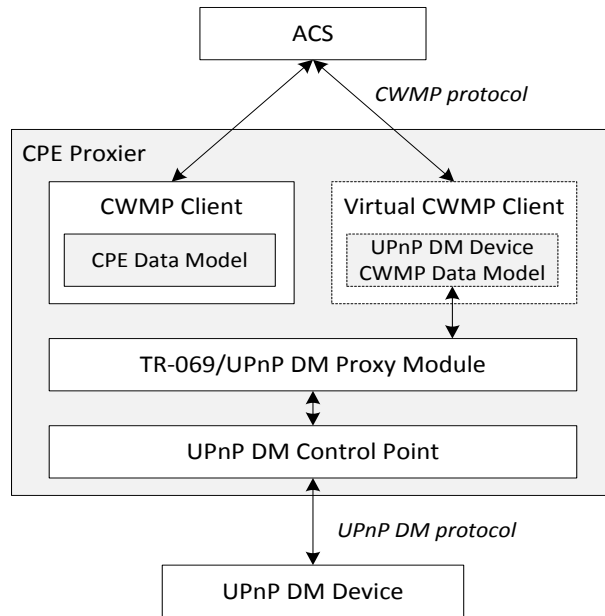 ACS
CWMP protocol
CPE Proxier
CWMP Client
CPE Data Model
Virtual CWMP Client
UPnP DM Device
CWMP Data Model
TR-069/UPnP DM Proxy Module
UPnP DM Control Point
UPnP DM protocol
UPnP DM Device